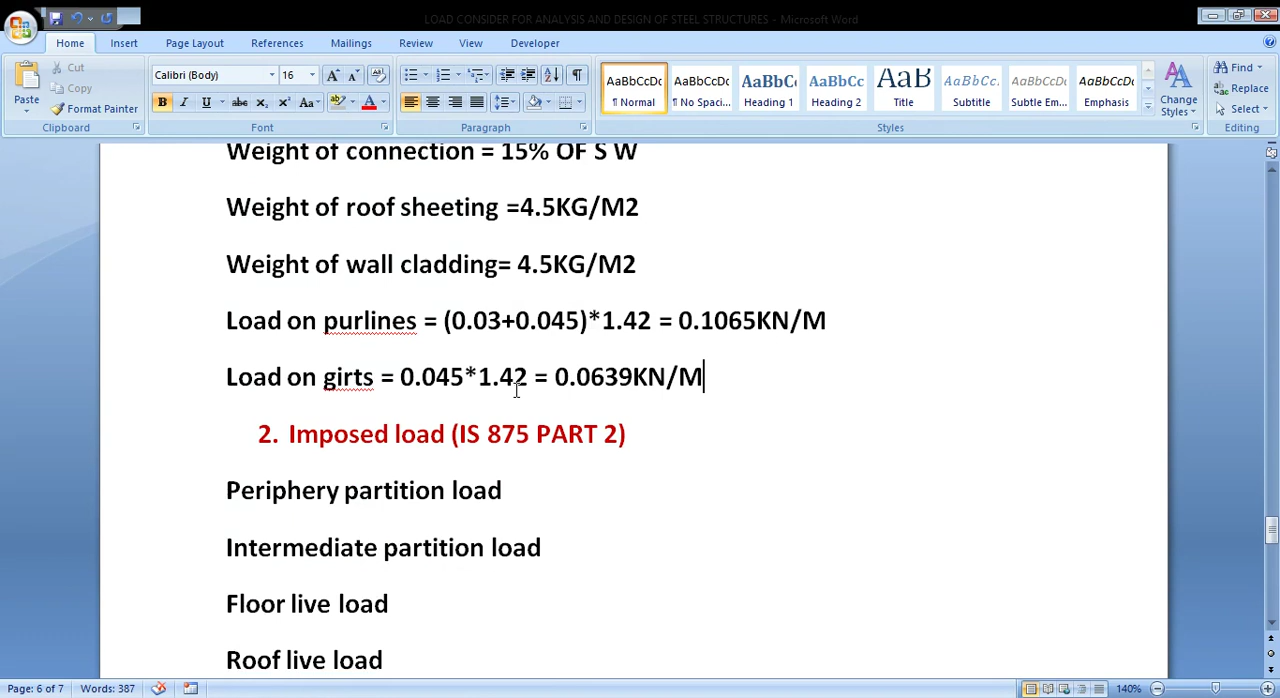 LOAD CONSIDER FOR ANALYSIS AND DESIGN OF STEEL STRUCTURES - Microsoft Word
Home Insert Page Layout References Mailings Review View Developer
Paste
Cut
Copy
Format Painter
Clipboard
Calibri (Body) 16
B I U abc X₂ X² Aa
Font
Paragraph
AaBbCcDc AaBbCcDc AaBbCc AaBbCc AaB AaBbCc. AaBbCcDc AaBbCcDc
¶ Normal ¶ No Spaci... Heading 1 Heading 2 Title Subtitle Subtle Em... Emphasis
Change Styles
Styles
Find
Replace
Select
Editing
Weight of connection = 15% OF S W
Weight of roof sheeting =4.5KG/M2
Weight of wall cladding= 4.5KG/M2
Load on purlines = (0.03+0.045)*1.42 = 0.1065KN/M
Load on girts = 0.045*1.42 = 0.0639KN/M
2. Imposed load (IS 875 PART 2)
Periphery partition load
Intermediate partition load
Floor live load
Roof live load
Page: 6 of 7 Words: 387 140%